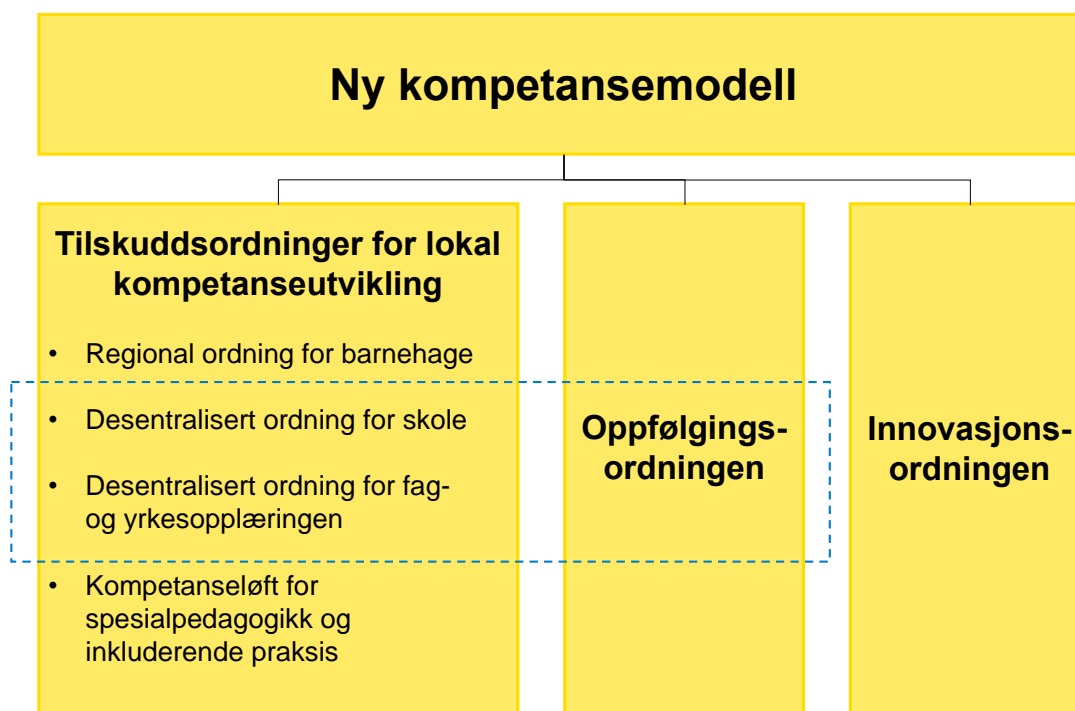 Ny kompetansemodell
Tilskuddsordninger for lokal
kompetanseutvikling
• Regional ordning for barnehage
• Desentralisert ordning for skole
• Desentralisert ordning for fag-
og yrkesopplæringen
• Kompetanseløft for
spesialpedagogikk og
inkluderende praksis
Oppfølgings-
ordningen
Innovasjons-
ordningen